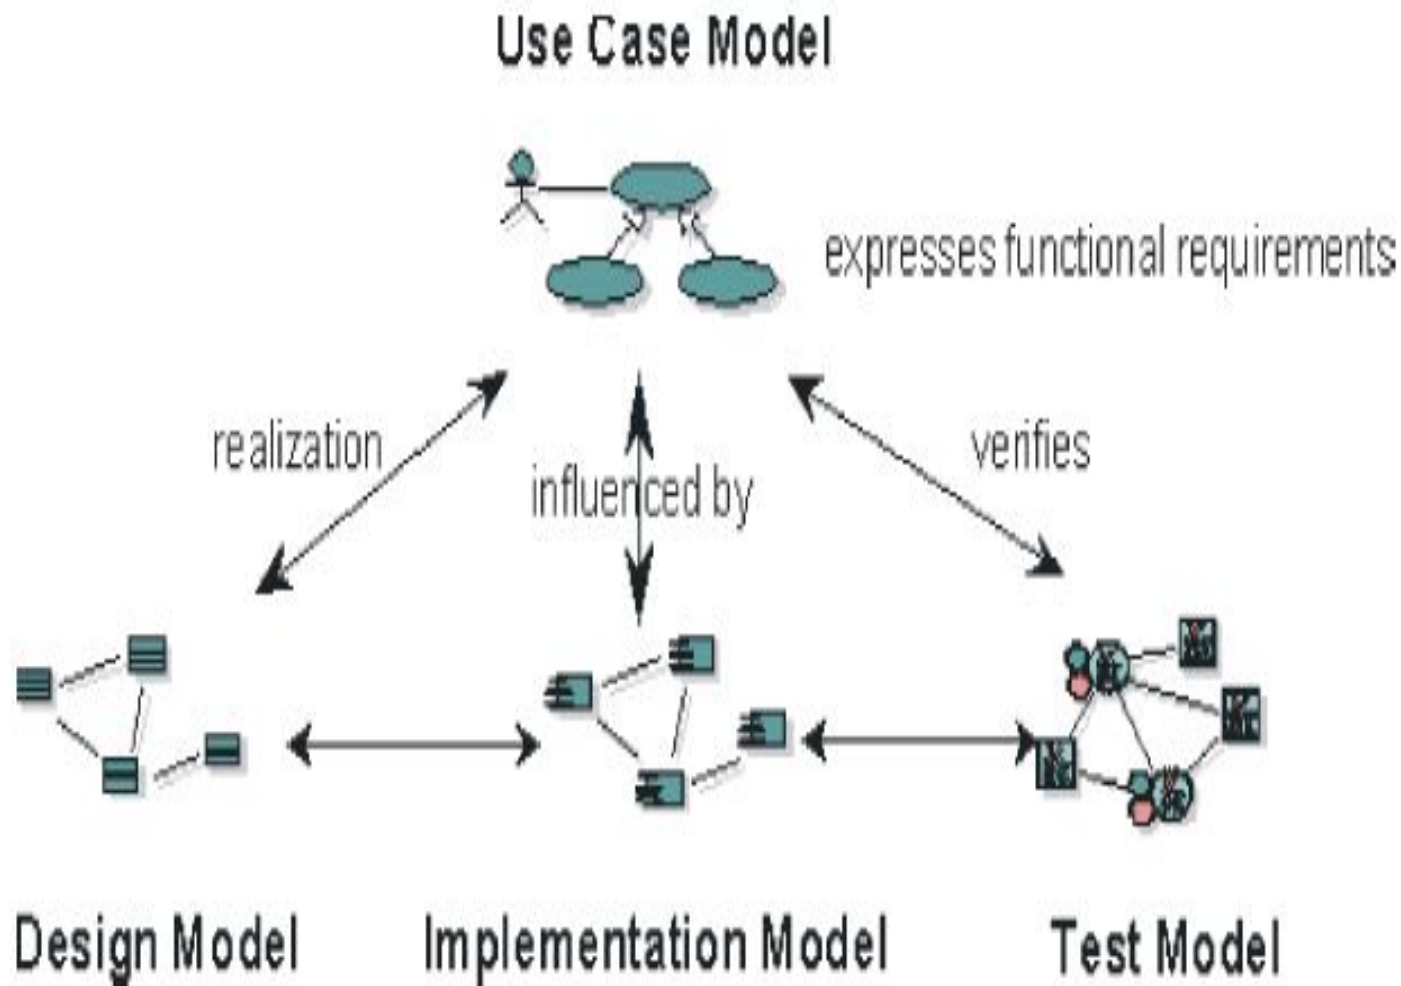 Use Case Model
expresses functional requirements
realization
influenced by
verifies
Design Model
Implementation Model
Test Model